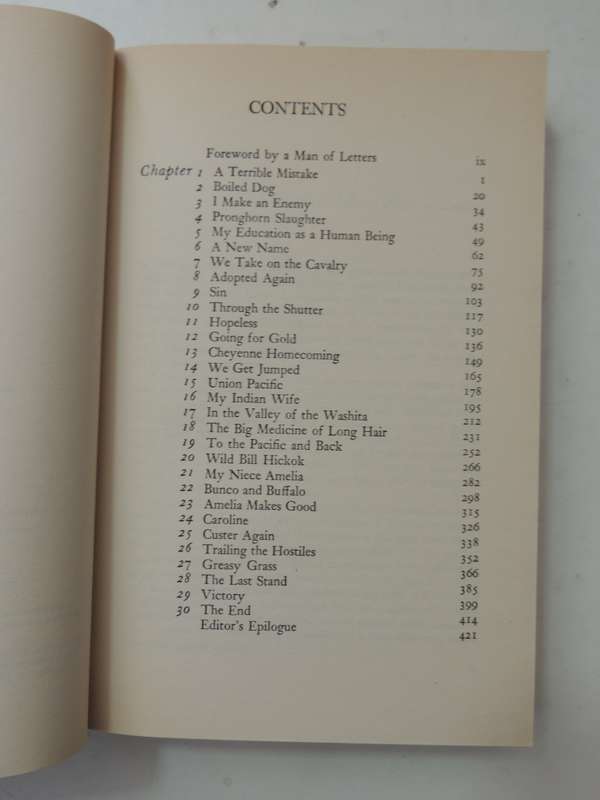 CONTENTS
Foreword by a Man of Letters ix
Chapter 1 A Terrible Mistake 1
2 Boiled Dog 20
3 I Make an Enemy 34
4 Pronghorn Slaughter 43
5 My Education as a Human Being 49
6 A New Name 62
7 We Take on the Cavalry 75
8 Adopted Again 92
9 Sin 103
10 Through the Shutter 117
11 Hopeless 130
12 Going for Gold 136
13 Cheyenne Homecoming 149
14 We Get Jumped 165
15 Union Pacific 178
16 My Indian Wife 195
17 In the Valley of the Washita 212
18 The Big Medicine of Long Hair 231
19 To the Pacific and Back 252
20 Wild Bill Hickok 266
21 My Niece Amelia 282
22 Bunco and Buffalo 298
23 Amelia Makes Good 315
24 Caroline 326
25 Custer Again 338
26 Trailing the Hostiles 352
27 Greasy Grass 366
28 The Last Stand 385
29 Victory 399
30 The End 414
Editor's Epilogue 421